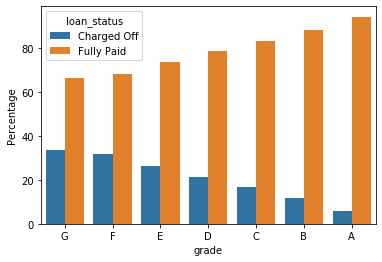 loan_status
Charged Off
Fully Paid
Percentage
80
60
40
20
0
G F E D C B A
grade